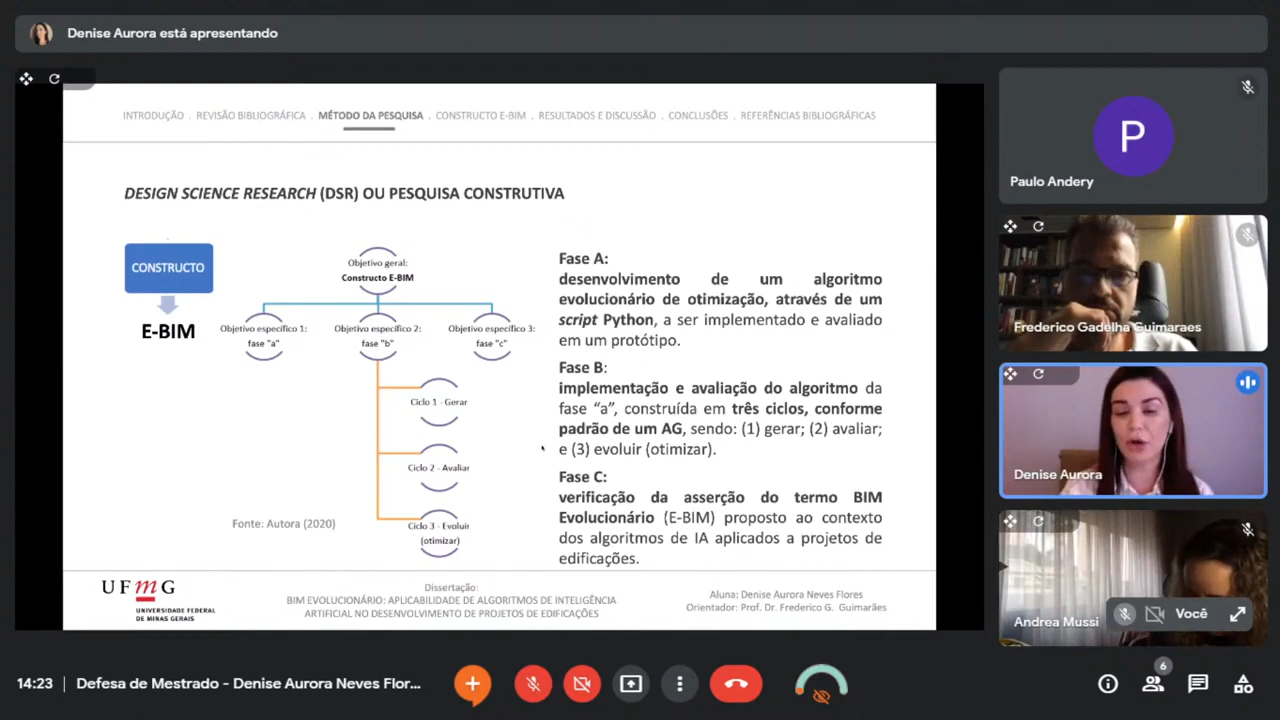 Denise Aurora está apresentando
INTRODUÇÃO . REVISÃO BIBLIOGRÁFICA . MÉTODO DA PESQUISA . CONSTRUCTO E-BIM . RESULTADOS E DISCUSSÃO . CONCLUSÕES . REFERÊNCIAS BIBLIOGRÁFICAS
DESIGN SCIENCE RESEARCH (DSR) OU PESQUISA CONSTRUTIVA
CONSTRUCTO
E-BIM
Objetivo geral:
Constructo E-BIM
Objetivo específico 1:
fase "a"
Objetivo específico 2:
fase "b"
Objetivo específico 3:
fase "c"
Ciclo 1 - Gerar
Ciclo 2 - Avaliar
Ciclo 3 - Evoluir
(otimizar)
Fonte: Autora (2020)
Fase A:
desenvolvimento de um algoritmo
evolucionário de otimização, através de um
script Python, a ser implementado e avaliado
em um protótipo.
Fase B:
implementação e avaliação do algoritmo da
fase “a”, construída em três ciclos, conforme
padrão de um AG, sendo: (1) gerar; (2) avaliar;
e (3) evoluir (otimizar).
Fase C:
verificação da asserção do termo BIM
Evolucionário (E-BIM) proposto ao contexto
dos algoritmos de IA aplicados a projetos de
edificações.
UFmG
UNIVERSIDADE FEDERAL
DE MINAS GERAIS
Dissertação:
BIM EVOLUCIONÁRIO: APLICABILIDADE DE ALGORITMOS DE INTELIGÊNCIA
ARTIFICIAL NO DESENVOLVIMENTO DE PROJETOS DE EDIFICAÇÕES
Aluna: Denise Aurora Neves Flores
Orientador: Prof. Dr. Frederico G. Guimarães
P
Paulo Andery
Frederico Gadelha Guimaraes
Denise Aurora
Andrea Mussi
Você
14:23 | Defesa de Mestrado - Denise Aurora Neves Flor...
6